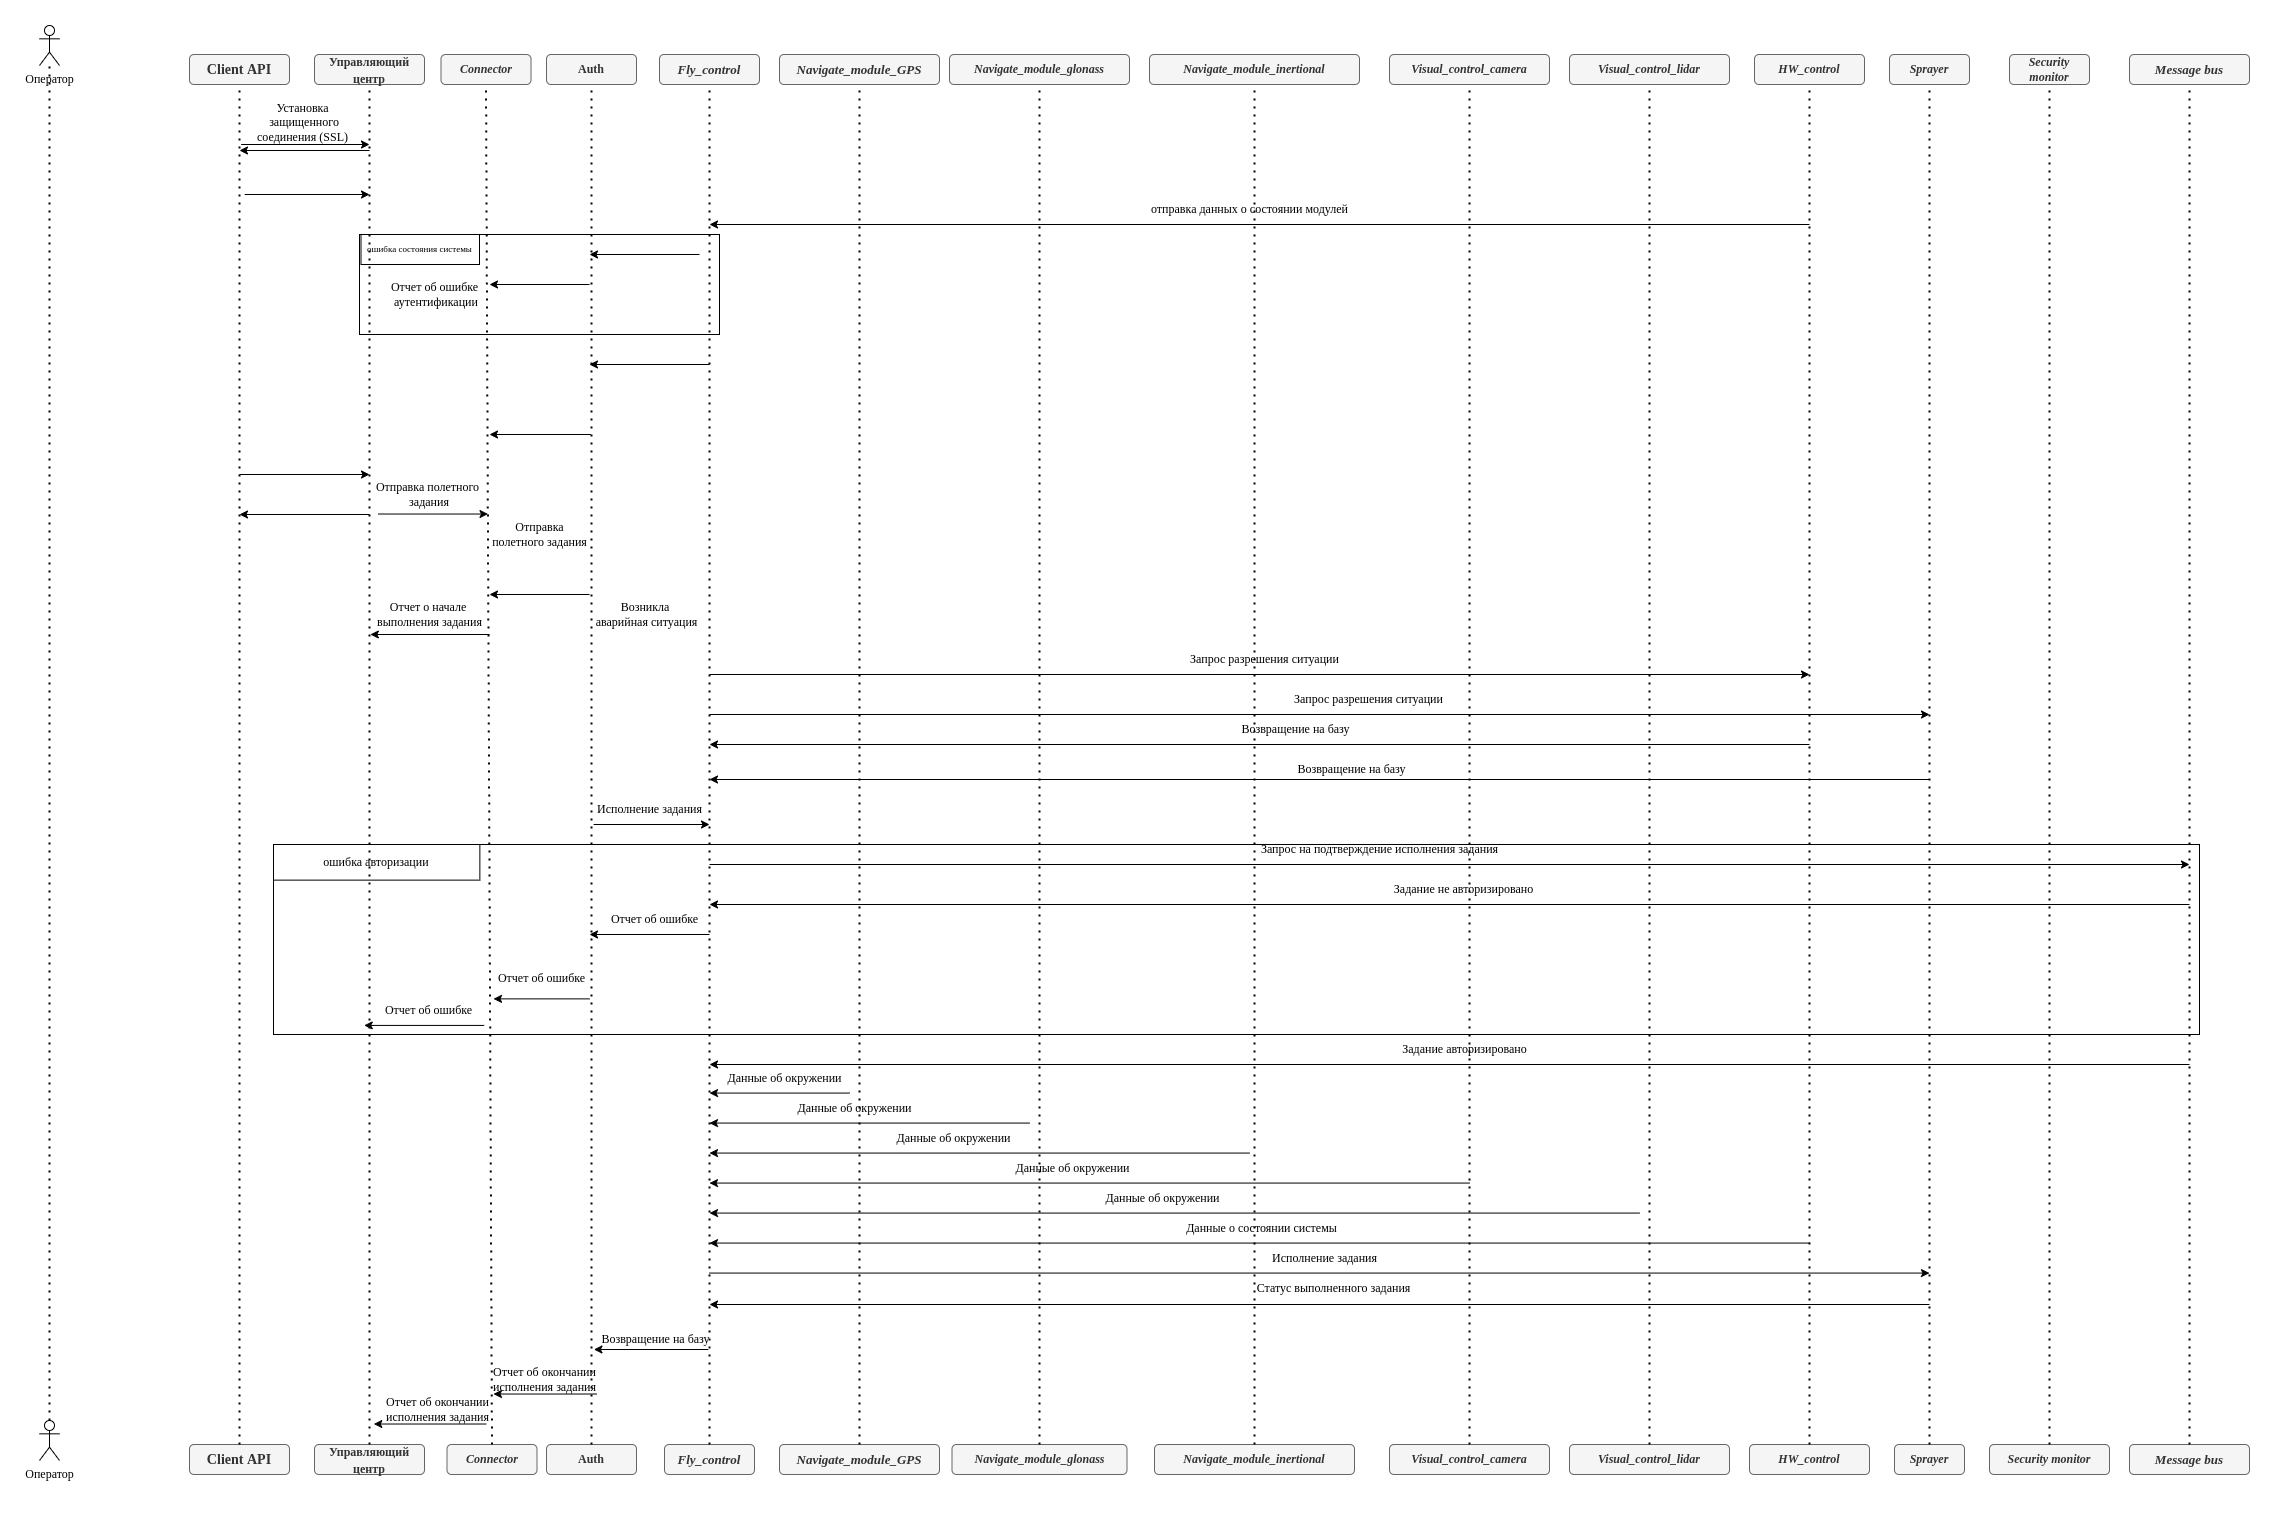 Оператор
Client API
Управляющий
центр
Connector
Auth
Fly_control
Navigate_module_GPS
Navigate_module_glonass
Navigate_module_inertional
Visual_control_camera
Visual_control_lidar
HW_control
Sprayer
Security
monitor
Message bus
Установка
защищенного
соединения (SSL)
отправка данных о состоянии модулей
ошибка состояния системы
Отчет об ошибке
аутентификации
Отправка полетного
задания
Отправка
полетного задания
Отчет о начале
выполнения задания
Возникла
аварийная ситуация
Запрос разрешения ситуации
Запрос разрешения ситуации
Возвращение на базу
Возвращение на базу
Исполнение задания
ошибка авторизации
Запрос на подтверждение исполнения задания
Задание не авторизировано
Отчет об ошибке
Отчет об ошибке
Отчет об ошибке
Задание авторизировано
Данные об окружении
Данные об окружении
Данные об окружении
Данные об окружении
Данные об окружении
Данные о состоянии системы
Исполнение задания
Статус выполненного задания
Возвращение на базу
Отчет об окончании
исполнения задания
Отчет об окончании
исполнения задания
Оператор
Client API
Управляющий
центр
Connector
Auth
Fly_control
Navigate_module_GPS
Navigate_module_glonass
Navigate_module_inertional
Visual_control_camera
Visual_control_lidar
HW_control
Sprayer
Security monitor
Message bus